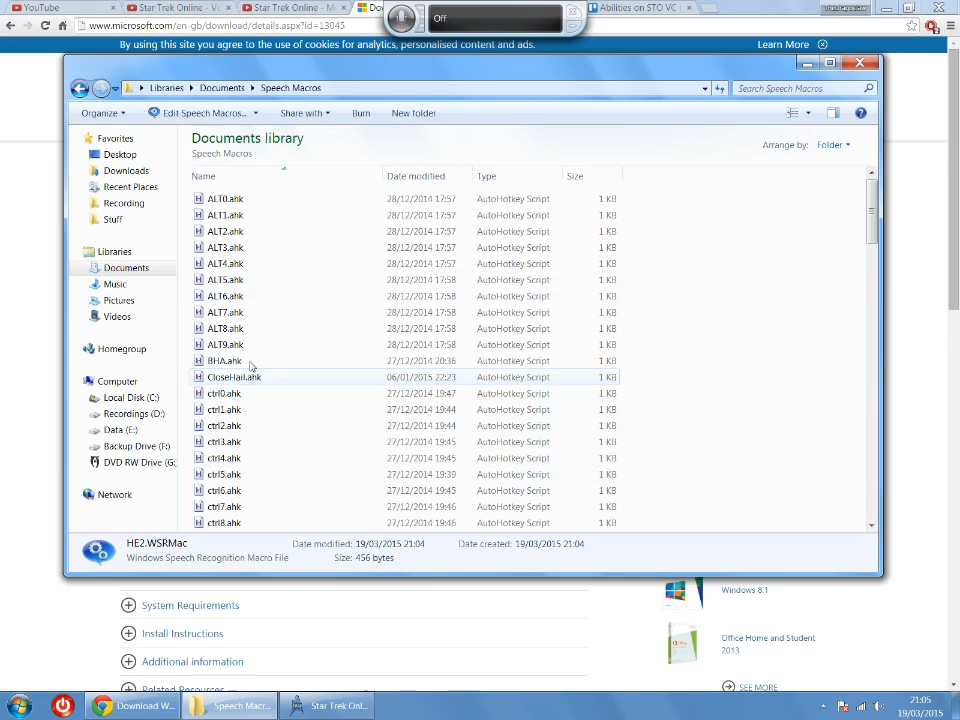 YouTube
Star Trek Online - Vo
Star Trek Online - M
Dow
Off
Abilities on STO VC
www.microsoft.com/en-gb/download/details.aspx?id=13045
By using this site you agree to the use of cookies for analytics, personalised content and ads.
Learn More
Libraries
Documents
Speech Macros
Search Speech Macros
Organize
Edit Speech Macros...
Share with
Burn
New folder
Favorites
Desktop
Downloads
Recent Places
Recording
Stuff
Libraries
Documents
Music
Pictures
Videos
Homegroup
Computer
Local Disk (C:)
Recordings (D:)
Data (E:)
Backup Drive (F:)
DVD RW Drive (G:
Network
Documents library
Speech Macros
Arrange by: Folder
Name Date modified Type Size
ALT0.ahk 28/12/2014 17:57 AutoHotkey Script 1 KB
ALT1.ahk 28/12/2014 17:57 AutoHotkey Script 1 KB
ALT2.ahk 28/12/2014 17:57 AutoHotkey Script 1 KB
ALT3.ahk 28/12/2014 17:57 AutoHotkey Script 1 KB
ALT4.ahk 28/12/2014 17:57 AutoHotkey Script 1 KB
ALT5.ahk 28/12/2014 17:58 AutoHotkey Script 1 KB
ALT6.ahk 28/12/2014 17:58 AutoHotkey Script 1 KB
ALT7.ahk 28/12/2014 17:58 AutoHotkey Script 1 KB
ALT8.ahk 28/12/2014 17:58 AutoHotkey Script 1 KB
ALT9.ahk 28/12/2014 17:58 AutoHotkey Script 1 KB
BHA.ahk 27/12/2014 20:36 AutoHotkey Script 1 KB
CloseHail.ahk 06/01/2015 22:23 AutoHotkey Script 1 KB
ctrl0.ahk 27/12/2014 19:47 AutoHotkey Script 1 KB
ctrl1.ahk 27/12/2014 19:44 AutoHotkey Script 1 KB
ctrl2.ahk 27/12/2014 19:44 AutoHotkey Script 1 KB
ctrl3.ahk 27/12/2014 19:45 AutoHotkey Script 1 KB
ctrl4.ahk 27/12/2014 19:45 AutoHotkey Script 1 KB
ctrl5.ahk 27/12/2014 19:39 AutoHotkey Script 1 KB
ctrl6.ahk 27/12/2014 19:45 AutoHotkey Script 1 KB
ctrl7.ahk 27/12/2014 19:46 AutoHotkey Script 1 KB
ctrl8.ahk 27/12/2014 19:46 AutoHotkey Script 1 KB
HE2.WSRMac Date modified: 19/03/2015 21:04 Date created: 19/03/2015 21:04
Windows Speech Recognition Macro File Size: 456 bytes
System Requirements
Install Instructions
Additional information
Related Resources
Windows 8.1
Office Home and Student
2013
SEE MORE
Download W...
Speech Macr...
Star Trek Onl...
21:05
19/03/2015